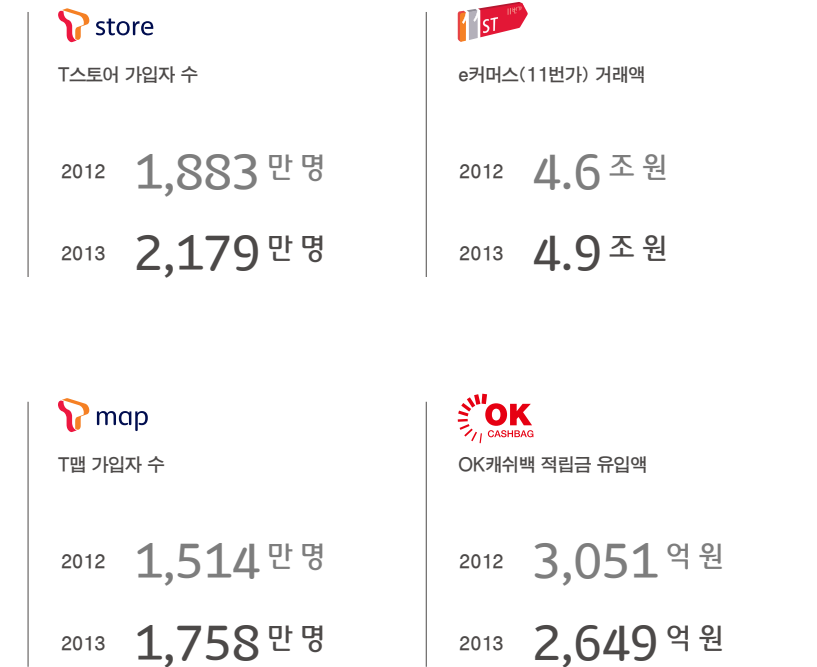 store
T스토어 가입자 수
2012 1,883 만 명
2013 2,179 만 명
11ST
e커머스(11번가) 거래액
2012 4.6 조 원
2013 4.9 조 원
map
T맵 가입자 수
2012 1,514 만 명
2013 1,758 만 명
OK
CASHBAG
OK캐쉬백 적립금 유입액
2012 3,051 억 원
2013 2,649 억 원